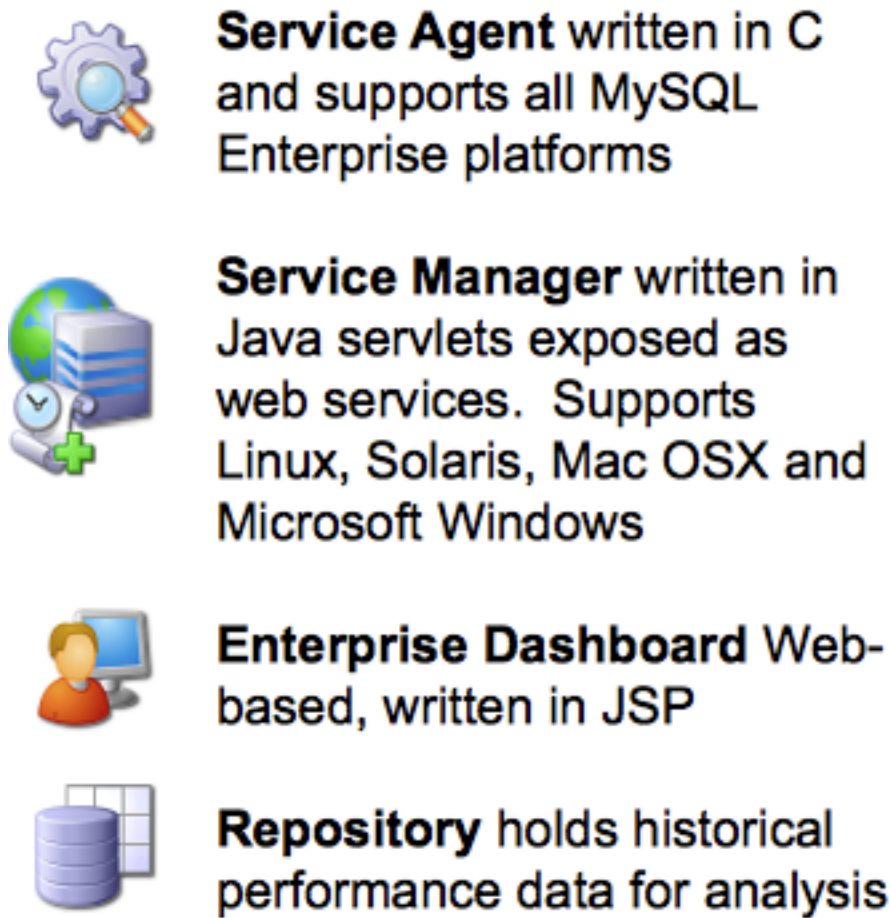 Service Agent written in C
and supports all MySQL
Enterprise platforms
Service Manager written in
Java servlets exposed as
web services.  Supports
Linux, Solaris, Mac OSX and
Microsoft Windows
Enterprise Dashboard Web-
based, written in JSP
Repository holds historical
performance data for analysis